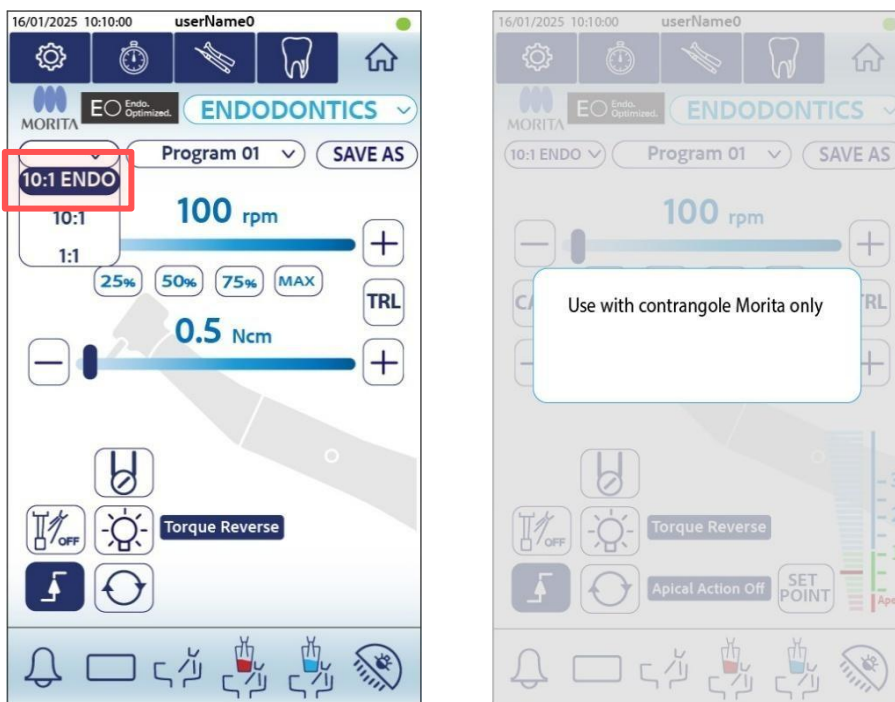 16/01/2025 10:10:00 userName0
MORITA
EO Endo. Optimized.
ENDODONTICS
Program 01
SAVE AS
10:1 ENDO
10:1
1:1
100 rpm
25% 50% 75% MAX
TRL
0.5 Ncm
OFF
Torque Reverse
16/01/2025 10:10:00 userName0
MORITA
EO Endo. Optimized.
ENDODONTICS
10:1 ENDO
Program 01
SAVE AS
100 rpm
Use with contrangole Morita only
OFF
Torque Reverse
Apical Action Off
SET
POINT